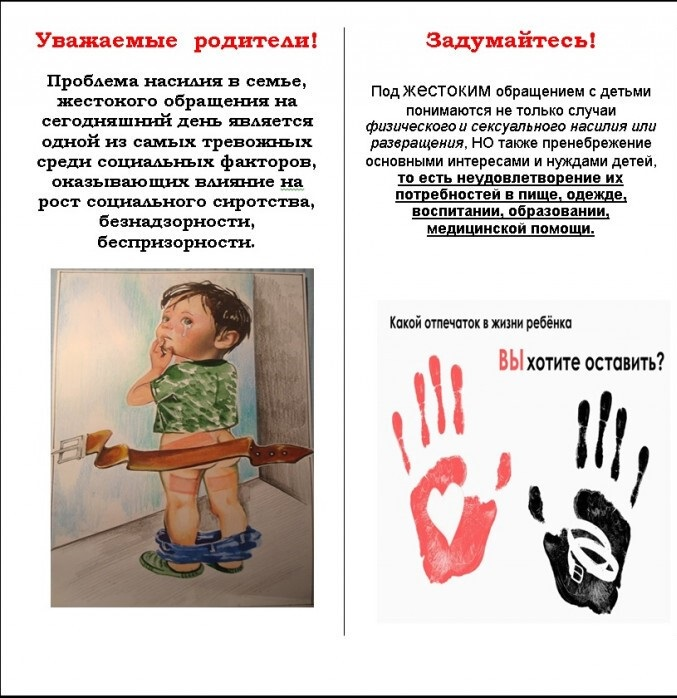 Уважаемые родители!
Проблема насилия в семье,
жестокого обращения на
сегодняшний день является
одной из самых тревожных
среди социальных факторов,
оказывающих влияние на
рост социального сиротства,
безнадзорности,
беспризорности.
Задумайтесь!
Под жестоким обращением с детьми
понимаются не только случаи
физического и сексуального насилия или
развращения, НО также пренебрежение
основными интересами и нуждами детей,
то есть неудовлетворение их
потребностей в пище, одежде,
воспитании, образовании,
медицинской помощи.
Какой отпечаток в жизни ребёнка
ВЫ хотите оставить?